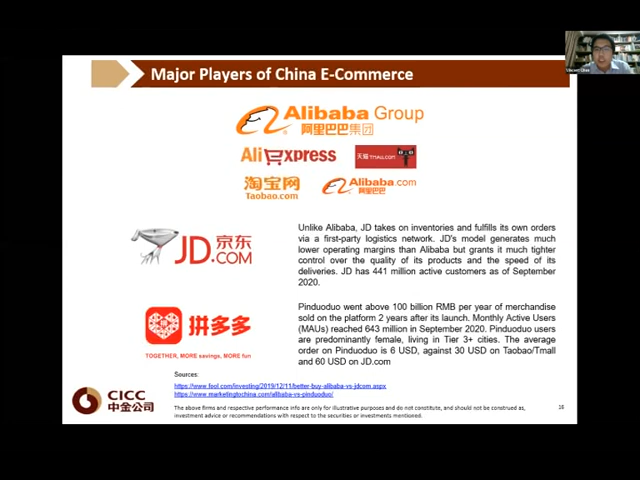 Major Players of China E-Commerce
Alibaba Group
阿里巴巴集团
AliExpress
天猫 TMALL.COM
淘宝网
Taobao.com
Alibaba.com
阿里巴巴
JD.京东
.COM
Unlike Alibaba, JD takes on inventories and fulfills its own orders
via a first-party logistics network. JD's model generates much
lower operating margins than Alibaba but grants it much tighter
control over the quality of its products and the speed of its
deliveries. JD has 441 million active customers as of September
2020.
拼多多
TOGETHER, MORE savings, MORE fun
Pinduoduo went above 100 billion RMB per year of merchandise
sold on the platform 2 years after its launch. Monthly Active Users
(MAUs) reached 643 million in September 2020. Pinduoduo users
are predominantly female, living in Tier 3+ cities. The average
order on Pinduoduo is 6 USD, against 30 USD on Taobao/Tmall
and 60 USD on JD.com
Sources:
https://www.fool.com/investing/2019/12/11/better-buy-alibaba-vs-jdcom.aspx
https://www.marketingtochina.com/alibaba-vs-pinduoduo/
CICC
中金公司
The above firms and respective performance info are only for illustrative purposes and do not constitute, and should not be construed as,
investment advice or recommendations with respect to the securities or investments mentioned.
16